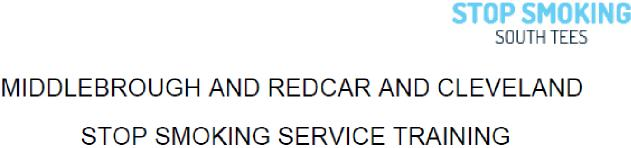 STOP SMOKING
SOUTH TEES
MIDDLEBROUGH AND REDCAR AND CLEVELAND
STOP SMOKING SERVICE TRAINING